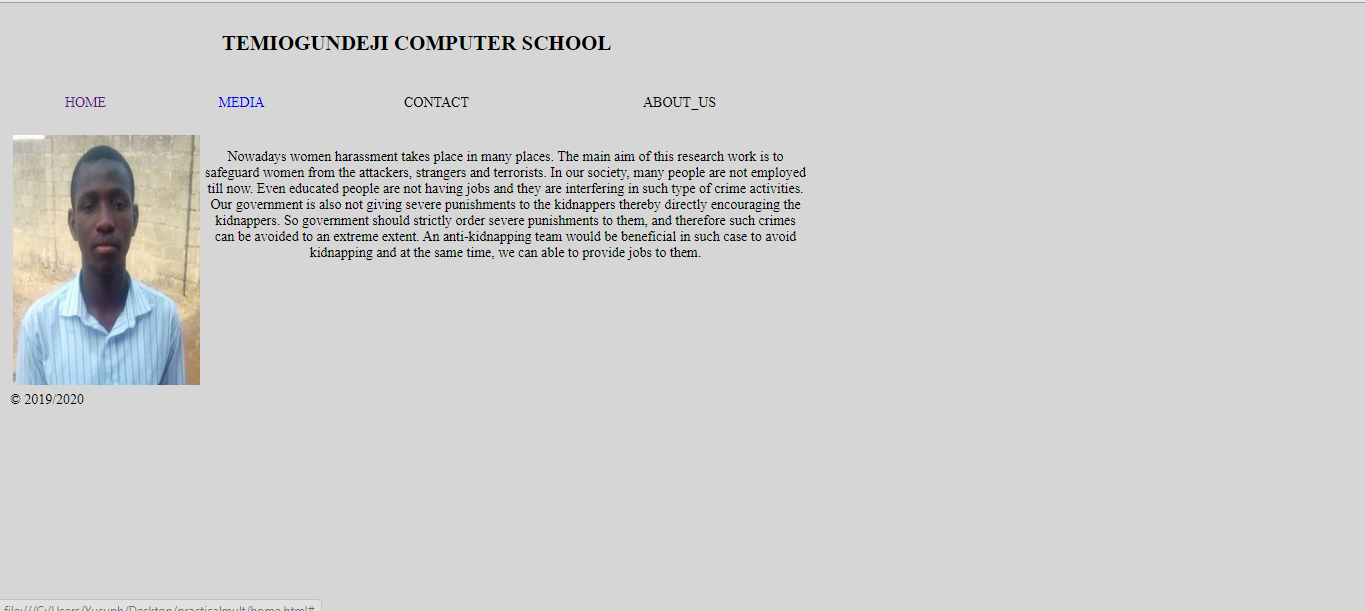 TEMIOGUNDEJI COMPUTER SCHOOL
HOME MEDIA CONTACT ABOUT_US
Nowadays women harassment takes place in many places. The main aim of this research work is to
safeguard women from the attackers, strangers and terrorists. In our society, many people are not employed
till now. Even educated people are not having jobs and they are interfering in such type of crime activities.
Our government is also not giving severe punishments to the kidnappers thereby directly encouraging the
kidnappers. So government should strictly order severe punishments to them, and therefore such crimes
can be avoided to an extreme extent. An anti-kidnapping team would be beneficial in such case to avoid
kidnapping and at the same time, we can able to provide jobs to them.
© 2019/2020
file:///C:/Users/Yusuph/Desktop/practicalmult/home.html#